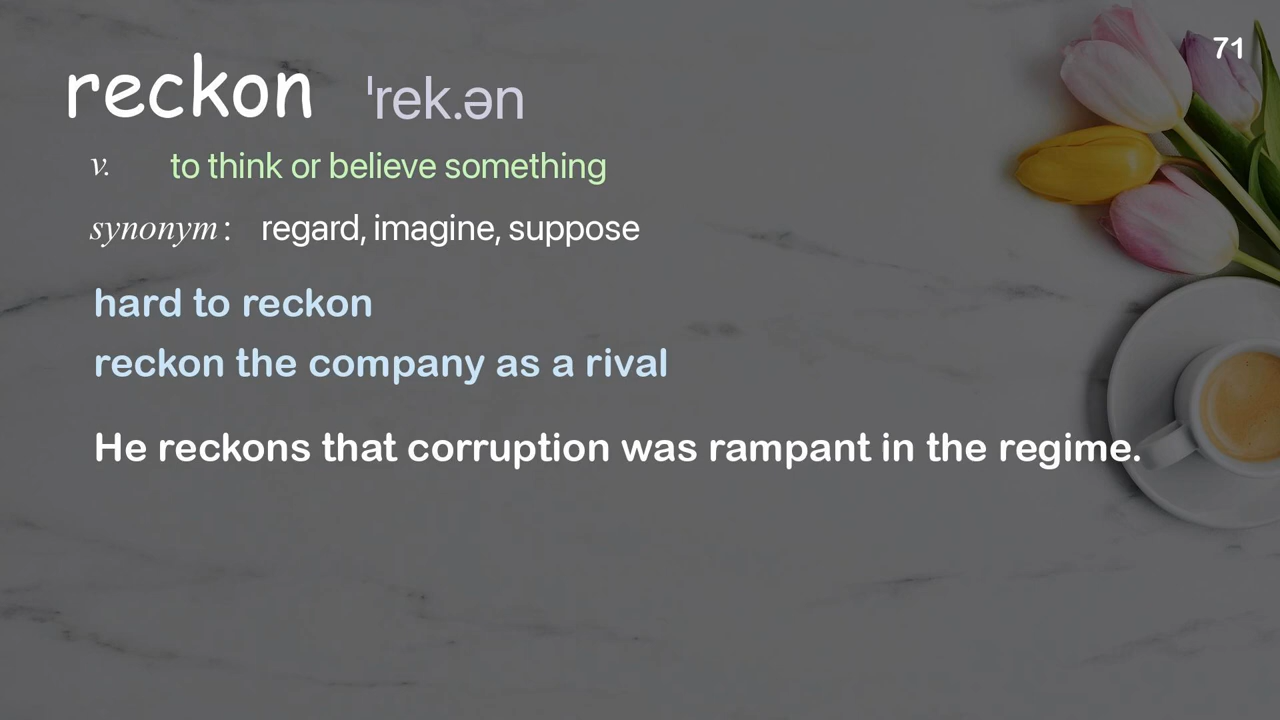 71
reckon ˈrek.ən
v. to think or believe something
synonym: regard, imagine, suppose
hard to reckon
reckon the company as a rival
He reckons that corruption was rampant in the regime.